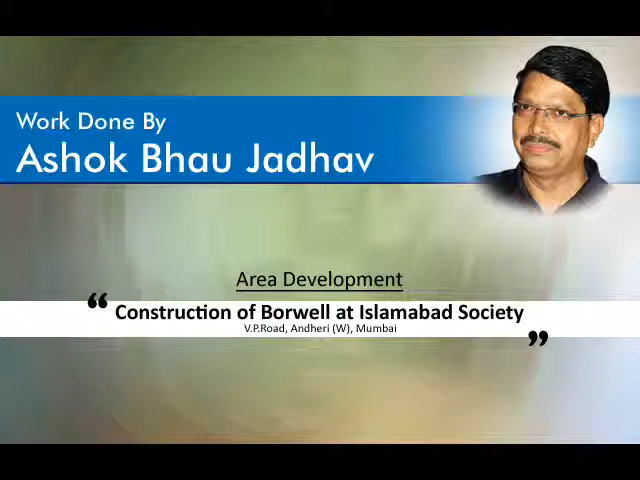 Work Done By
Ashok Bhau Jadhav
Area Development
“ Construction of Borwell at Islamabad Society
V.P.Road, Andheri (W), Mumbai ”